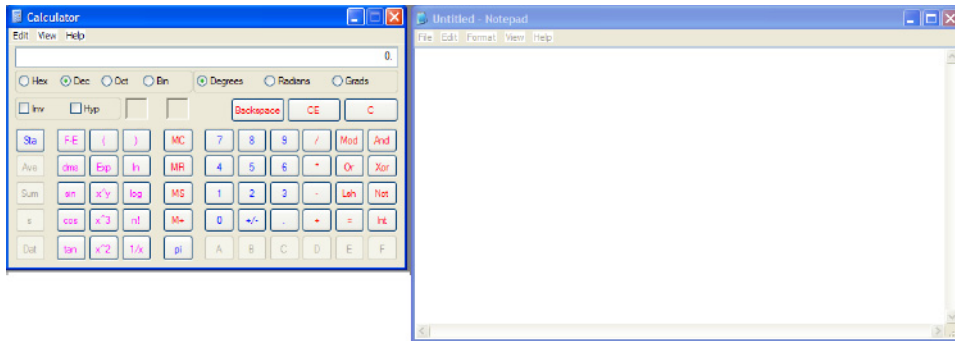 Calculator
Edit View Help
0.
Hex Dec Oct Bin Degrees Radians Grads
Inv Hyp Backspace CE C
Sta F-E ( ) MC 7 8 9 / Mod And
Ave dms Exp ln MR 4 5 6 * Or Xor
Sum sin x^y log MS 1 2 3 - Lsh Not
s cos x^3 n! M+ 0 +/- . + = Int
Dat tan x^2 1/x pi A B C D E F
Untitled - Notepad
File Edit Format View Help